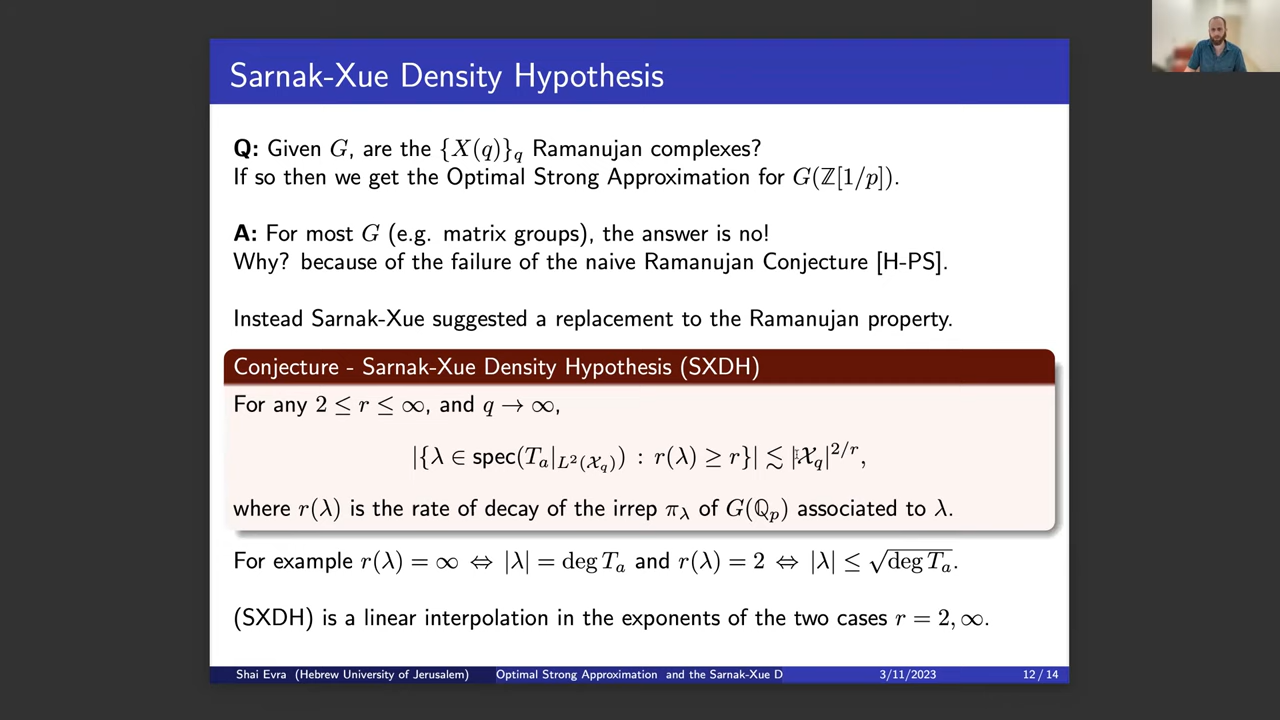 Sarnak-Xue Density Hypothesis
Q: Given G, are the {X(q)}_q Ramanujan complexes?
If so then we get the Optimal Strong Approximation for G(ℤ[1/p]).
A: For most G (e.g. matrix groups), the answer is no!
Why? because of the failure of the naive Ramanujan Conjecture [H-PS].
Instead Sarnak-Xue suggested a replacement to the Ramanujan property.
Conjecture - Sarnak-Xue Density Hypothesis (SXDH)
For any 2 ≤ r ≤ ∞, and q → ∞,
|{λ ∈ spec(T_a|_{L²(𝒳_q)}) : r(λ) ≥ r}| ≲ |𝒳_q|^{2/r},
where r(λ) is the rate of decay of the irrep π_λ of G(ℚ_p) associated to λ.
For example r(λ) = ∞ ⇔ |λ| = deg T_a and r(λ) = 2 ⇔ |λ| ≤ √(deg T_a).
(SXDH) is a linear interpolation in the exponents of the two cases r = 2, ∞.
Shai Evra (Hebrew University of Jerusalem) Optimal Strong Approximation and the Sarnak-Xue D 3/11/2023 12 / 14